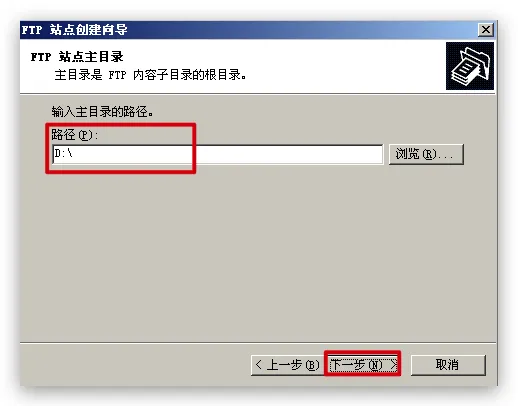 FTP 站点创建向导
FTP 站点主目录
主目录是 FTP 内容子目录的根目录。
输入主目录的路径。
路径(P):
D:\
浏览(R)...
< 上一步(B)
下一步(N) >
取消